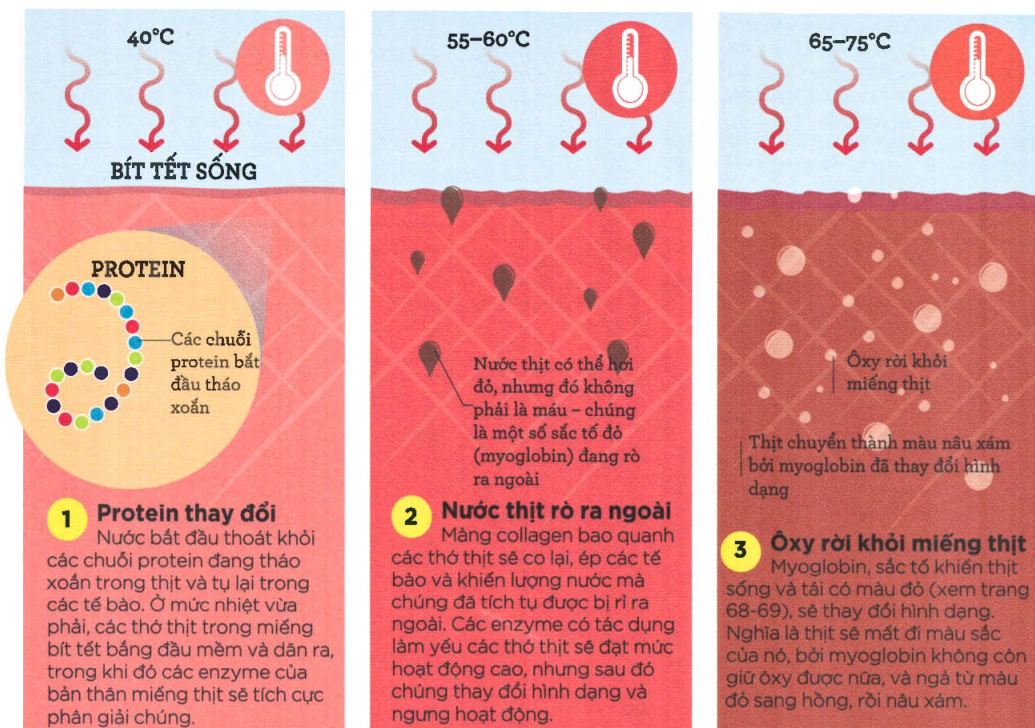 40°C
BÍT TẾT SỐNG
PROTEIN
Các chuỗi
protein bắt
đầu tháo
xoắn
1 Protein thay đổi
Nước bắt đầu thoát khỏi
các chuỗi protein đang tháo
xoắn trong thịt và tụ lại trong
các tế bào. Ở mức nhiệt vừa
phải, các thớ thịt trong miếng
bít tết bắng đầu mềm và dãn ra,
trong khi đó các enzyme của
bản thân miếng thịt sẽ tích cực
phân giải chúng.
55–60°C
Nước thịt có thể hơi
đỏ, nhưng đó không
phải là máu – chúng
là một số sắc tố đỏ
(myoglobin) đang rò
ra ngoài
2 Nước thịt rò ra ngoài
Màng collagen bao quanh
các thớ thịt sẽ co lại, ép các tế
bào và khiến lượng nước mà
chúng đã tích tụ được bị rỉ ra
ngoài. Các enzyme có tác dụng
làm yếu các thớ thịt sẽ đạt mức
hoạt động cao, nhưng sau đó
chúng thay đổi hình dạng và
ngưng hoạt động.
65–75°C
Ôxy rời khỏi
miếng thịt
Thịt chuyển thành màu nâu xám
bởi myoglobin đã thay đổi hình
dạng
3 Ôxy rời khỏi miếng thịt
Myoglobin, sắc tố khiến thịt
sống và tái có màu đỏ (xem trang
68-69), sẽ thay đổi hình dạng.
Nghĩa là thịt sẽ mất đi màu sắc
của nó, bởi myoglobin không còn
giữ ôxy được nữa, và ngả từ màu
đỏ sang hồng, rồi nâu xám.